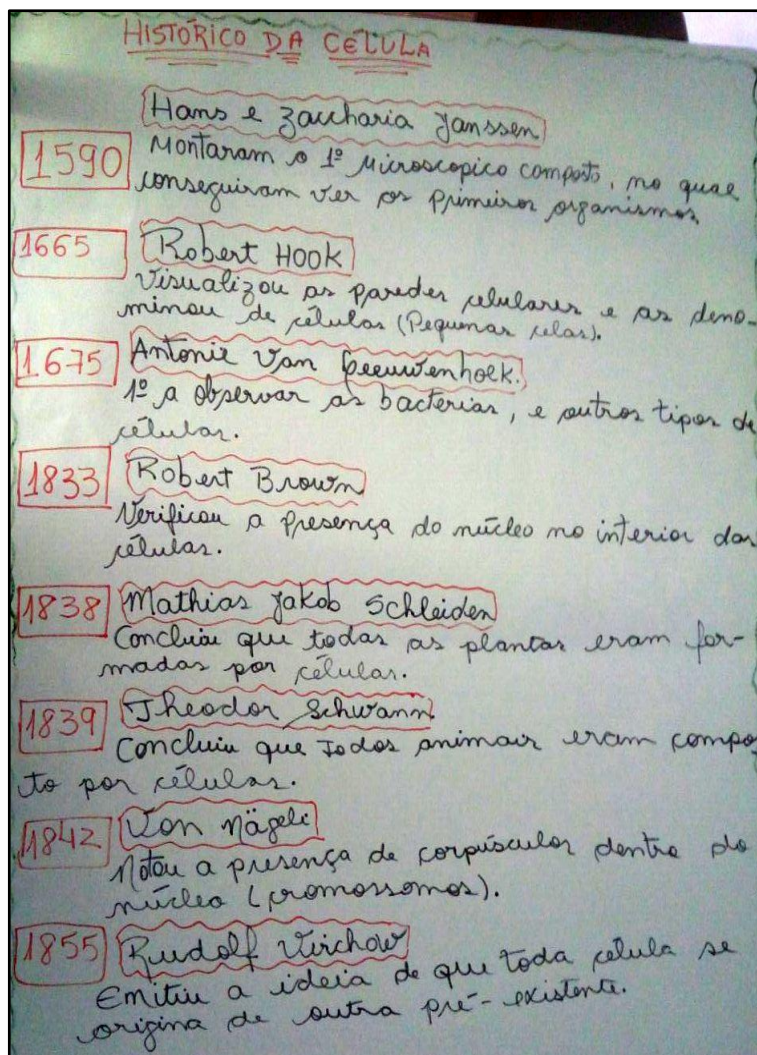 HISTÓRICO DA CÉLULA
Hans e Zaccharia Janssen
1590
Montaram o 1º Microscopico composto, no qual
conseguiram ver os primeiros organismos.
1665
Robert Hook
Visualizou as paredes celulares e as deno-
minou de células (Pequenas celas).
1675
Antonie Van Leeuwenhoek.
1º a observar as bacterias, e outros tipos de
células.
1833
Robert Brown
Verificou a presença do núcleo no interior das
células.
1838
Mathias Jakob Schleiden
Concluiu que todas as plantas eram for-
madas por células.
1839
Theodor Schwann.
Concluiu que todos animais eram compo
to por células.
1842
Von Nägeli
Notou a presença de corpúsculos dentro do
núcleo (cromossomos).
1855
Rudolf Virchow
Emitiu a ideia de que toda célula se
origina de outra pré-existente.